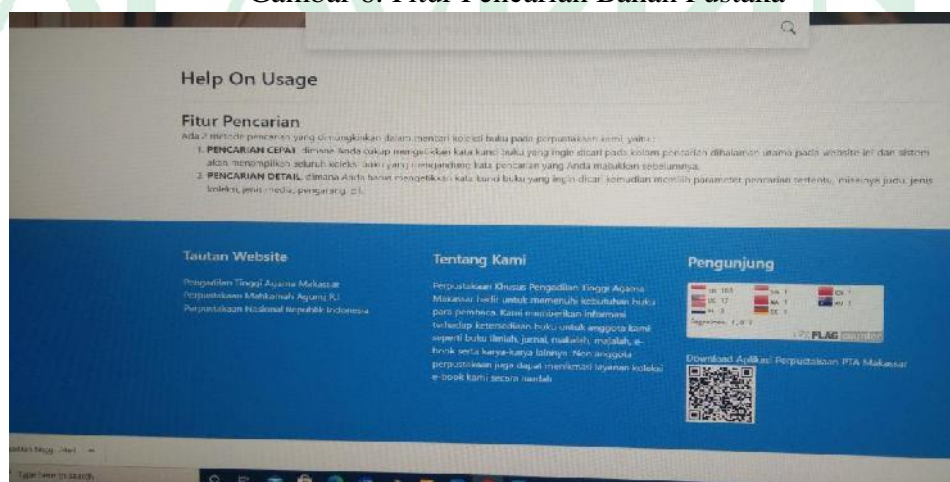 Gambar 6. Fitur Pencarian Bahan Pustaka
Help On Usage
Fitur Pencarian
Ada 2 metode pencarian yang dimungkinkan dalam mencari koleksi buku pada perpustakaan kami, yaitu :
1. PENCARIAN CEPAT, dimana Anda cukup mengetikkan kata kunci buku yang ingin dicari pada kolom pencarian dihalaman utama pada website ini dan sistem
akan menampilkan seluruh koleksi buku yang mengandung kata pencarian yang Anda masukkan sebelumnya.
2. PENCARIAN DETAIL, dimana Anda harus mengetikkan kata kunci buku yang ingin dicari kemudian memilih parameter pencarian tertentu, misalnya judul, jenis
koleksi, jenis media, pengarang, dll.
Tautan Website
Pengadilan Tinggi Agama Makassar
Perpustakaan Mahkamah Agung R.I
Perpustakaan Nasional Republik Indonesia
Tentang Kami
Perpustakaan Khusus Pengadilan Tinggi Agama
Makassar hadir untuk memenuhi kebutuhan buku
para pembaca. Kami memberikan informasi
terhadap ketersediaan buku untuk anggota kami
seperti buku ilmiah, jurnal, makalah, majalah, e-
book serta karya-karya lainnya. Non anggota
perpustakaan juga dapat menikmati layanan koleksi
e-book kami secara mudah
Pengunjung
FLAG counter
Download Aplikasi Perpustakaan PTA Makassar